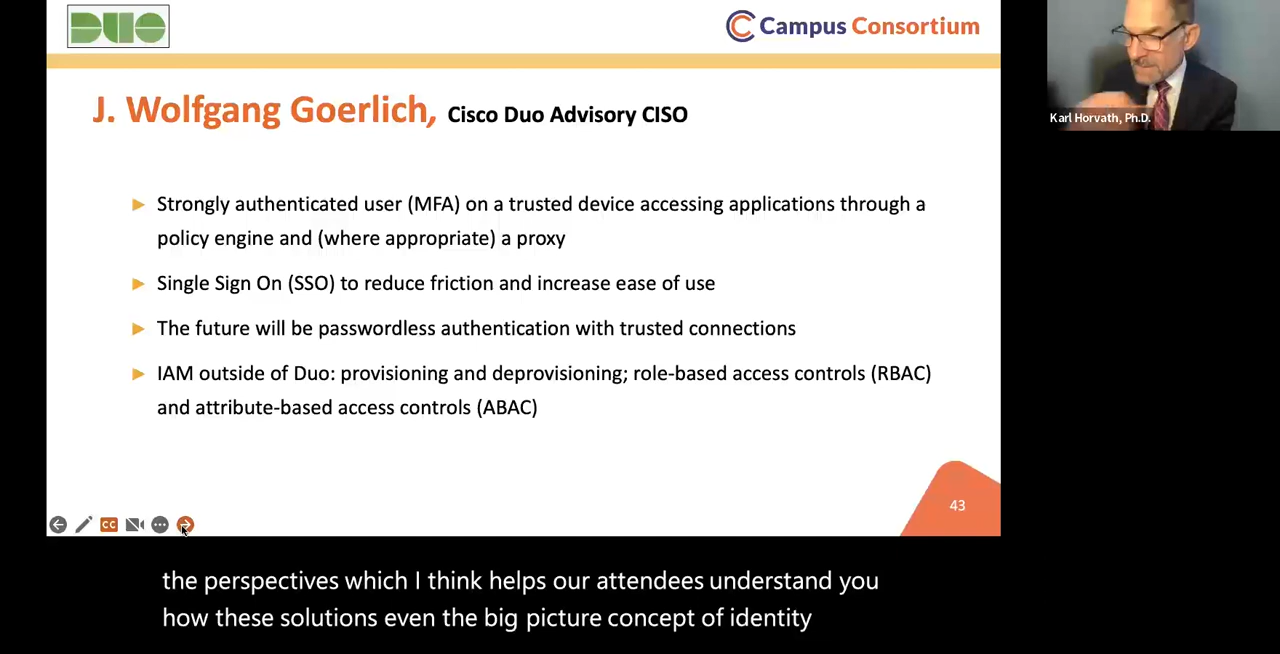 DUO
Campus Consortium
J. Wolfgang Goerlich, Cisco Duo Advisory CISO
Karl Horvath, Ph.D.
► Strongly authenticated user (MFA) on a trusted device accessing applications through a
policy engine and (where appropriate) a proxy
► Single Sign On (SSO) to reduce friction and increase ease of use
► The future will be passwordless authentication with trusted connections
► IAM outside of Duo: provisioning and deprovisioning; role-based access controls (RBAC)
and attribute-based access controls (ABAC)
43
CC
the perspectives which I think helps our attendees understand you
how these solutions even the big picture concept of identity